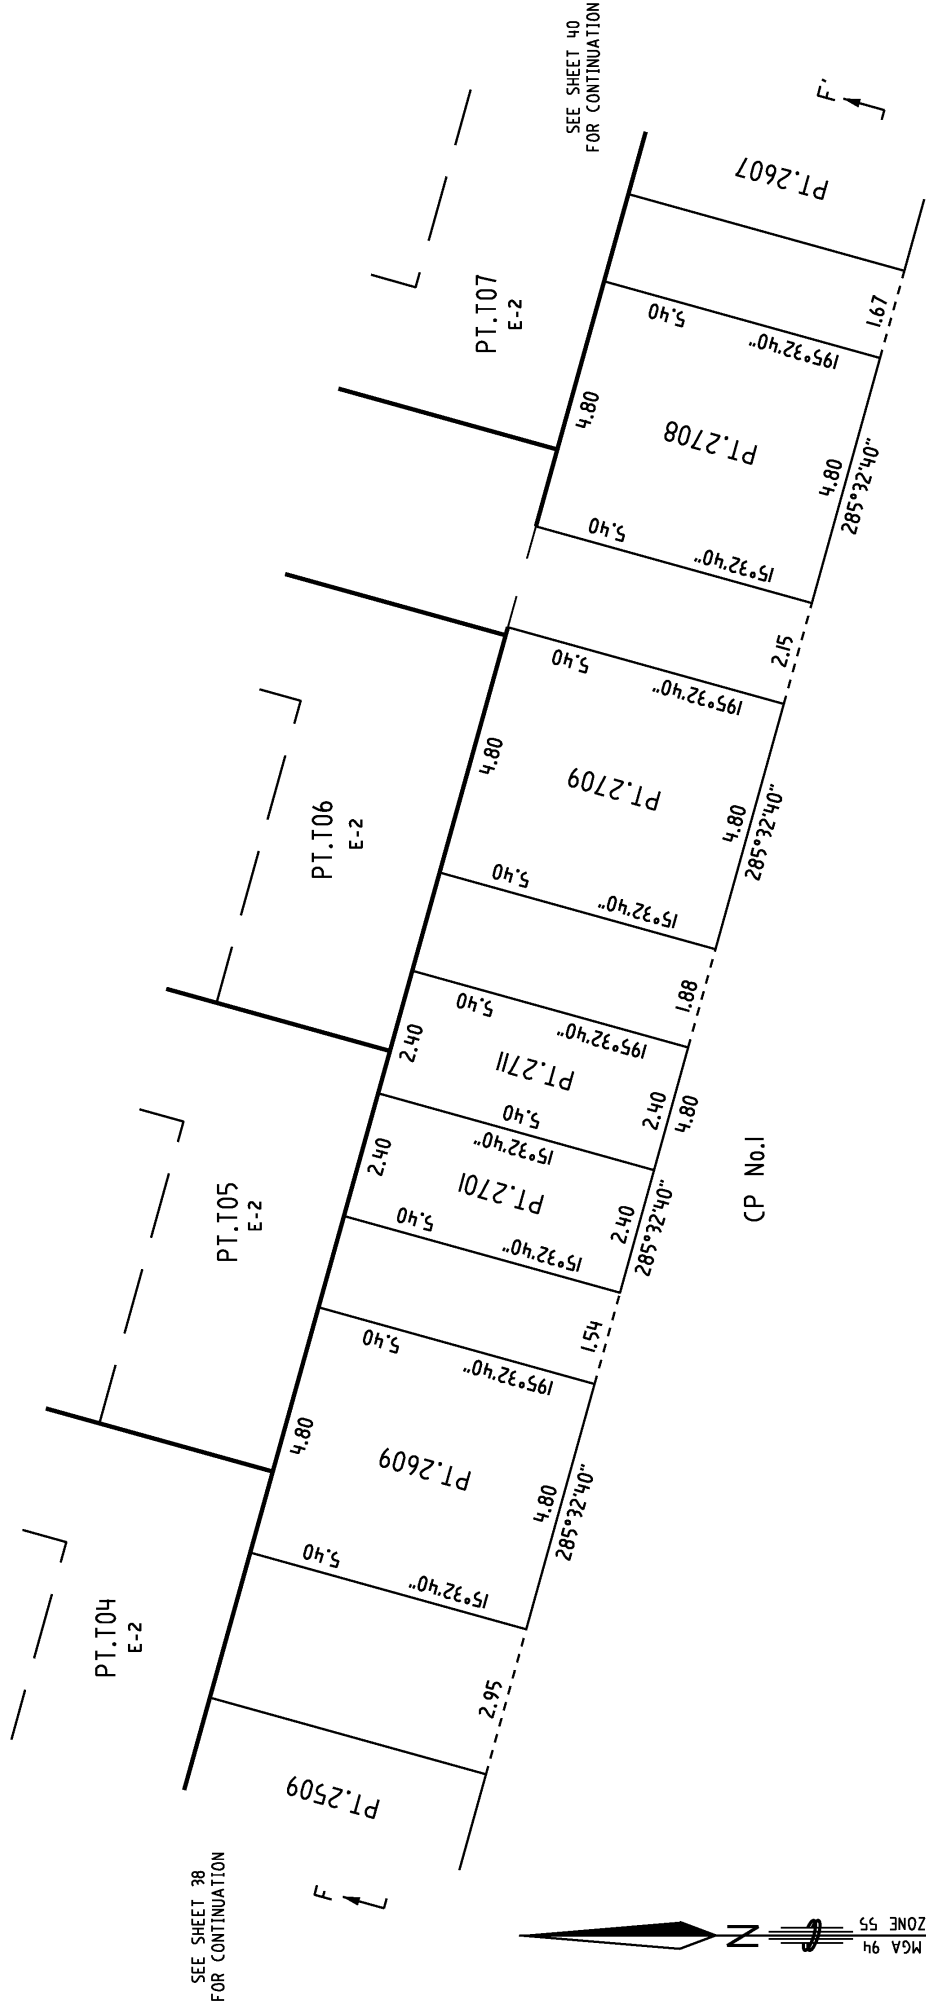 SEE SHEET 40
FOR CONTINUATION
F'
PT.2607
PT.T07
E-2
1.67
5.40
195°32'40"
4.80
PT.2708
4.80
285°32'40"
5.40
15°32'40"
2.15
5.40
195°32'40"
4.80
PT.2709
4.80
285°32'40"
PT.T06
E-2
5.40
15°32'40"
1.88
5.40
195°32'40"
2.40
PT.2711
2.40
4.80
5.40
15°32'40"
2.40
PT.2701
2.40
285°32'40"
CP No.1
PT.T05
E-2
5.40
15°32'40"
1.54
5.40
195°32'40"
4.80
PT.2609
4.80
285°32'40"
5.40
15°32'40"
PT.T04
E-2
2.95
PT.2509
SEE SHEET 38
FOR CONTINUATION
F
N
MGA 94
ZONE 55